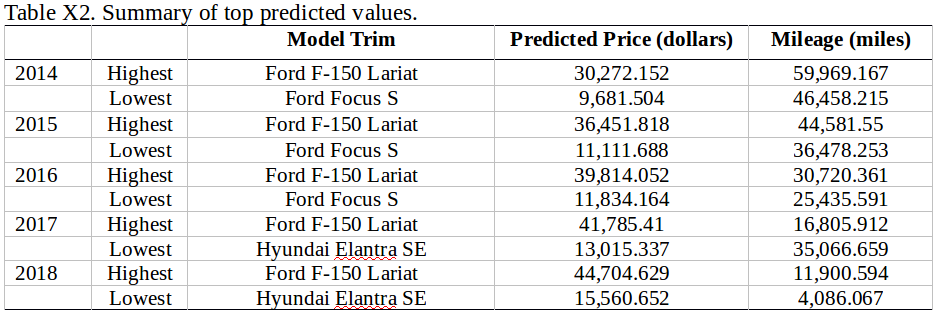 Table X2. Summary of top predicted values.
Model Trim Predicted Price (dollars) Mileage (miles)
2014 Highest Ford F-150 Lariat 30,272.152 59,969.167
Lowest Ford Focus S 9,681.504 46,458.215
2015 Highest Ford F-150 Lariat 36,451.818 44,581.55
Lowest Ford Focus S 11,111.688 36,478.253
2016 Highest Ford F-150 Lariat 39,814.052 30,720.361
Lowest Ford Focus S 11,834.164 25,435.591
2017 Highest Ford F-150 Lariat 41,785.41 16,805.912
Lowest Hyundai Elantra SE 13,015.337 35,066.659
2018 Highest Ford F-150 Lariat 44,704.629 11,900.594
Lowest Hyundai Elantra SE 15,560.652 4,086.067